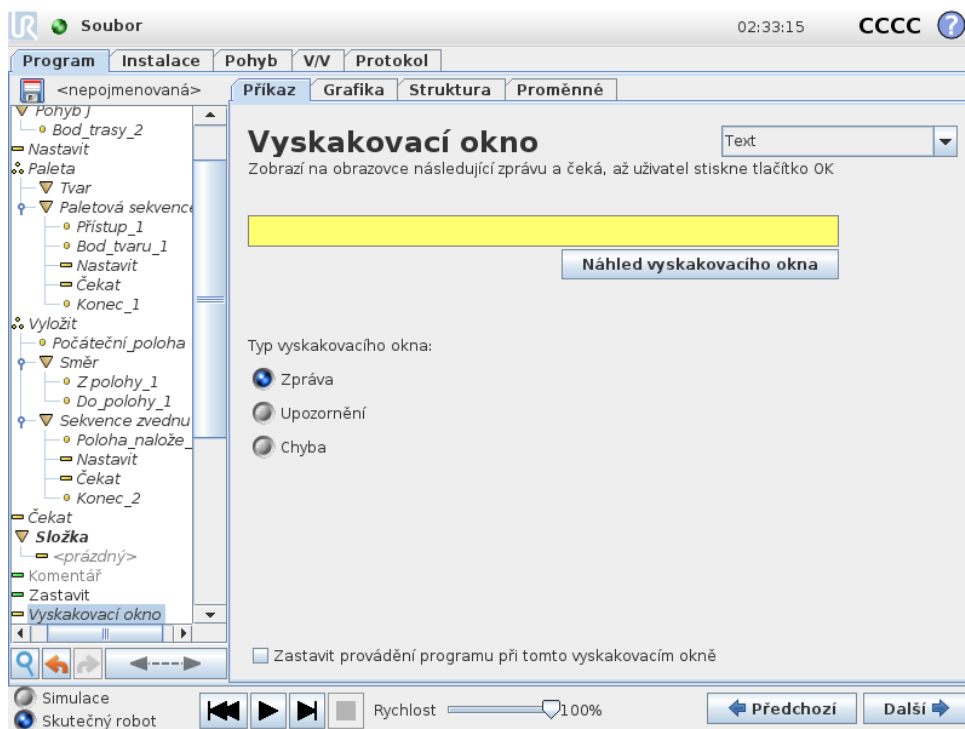 UR Soubor 02:33:15 CCCC ?
Program Instalace Pohyb V/V Protokol
<nepojmenovaná> Příkaz Grafika Struktura Proměnné
Pohyb J
Bod_trasy_2
Nastavit
Paleta
Tvar
Paletová sekvence
Přístup_1
Bod_tvaru_1
Nastavit
Čekat
Konec_1
Vyložit
Počáteční_poloha
Směr
Z polohy_1
Do polohy_1
Sekvence zvednu
Poloha_nalože_
Nastavit
Čekat
Konec_2
Čekat
Složka
<prázdný>
Komentář
Zastavit
Vyskakovací okno
Vyskakovací okno Text
Zobrazí na obrazovce následující zprávu a čeká, až uživatel stiskne tlačítko OK
Náhled vyskakovacího okna
Typ vyskakovacího okna:
Zpráva
Upozornění
Chyba
Zastavit provádění programu při tomto vyskakovacím okně
Simulace
Skutečný robot
Rychlost 100% Předchozí Další